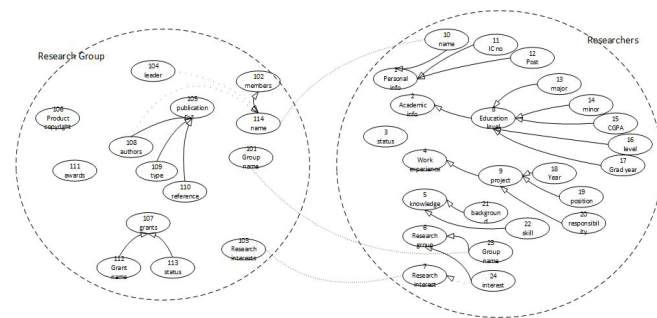 Research Group
104
leader
102
members
105
publication
106
Product
copyright
114
name
108
authors
101
Group
name
111
awards
109
type
110
reference
107
grants
103
Research
interests
112
Grant
name
113
status
Researchers
10
name
11
IC no
12
Post
1
Personal
info
13
major
2
Academic
info
14
minor
8
Education
level
15
CGPA
3
status
16
level
4
Work
experience
17
Grad year
9
project
18
Year
5
knowledge
19
position
21
backgroun
d
20
responsibi
lity
22
skill
6
Research
group
23
Group
name
7
Research
interest
24
interest